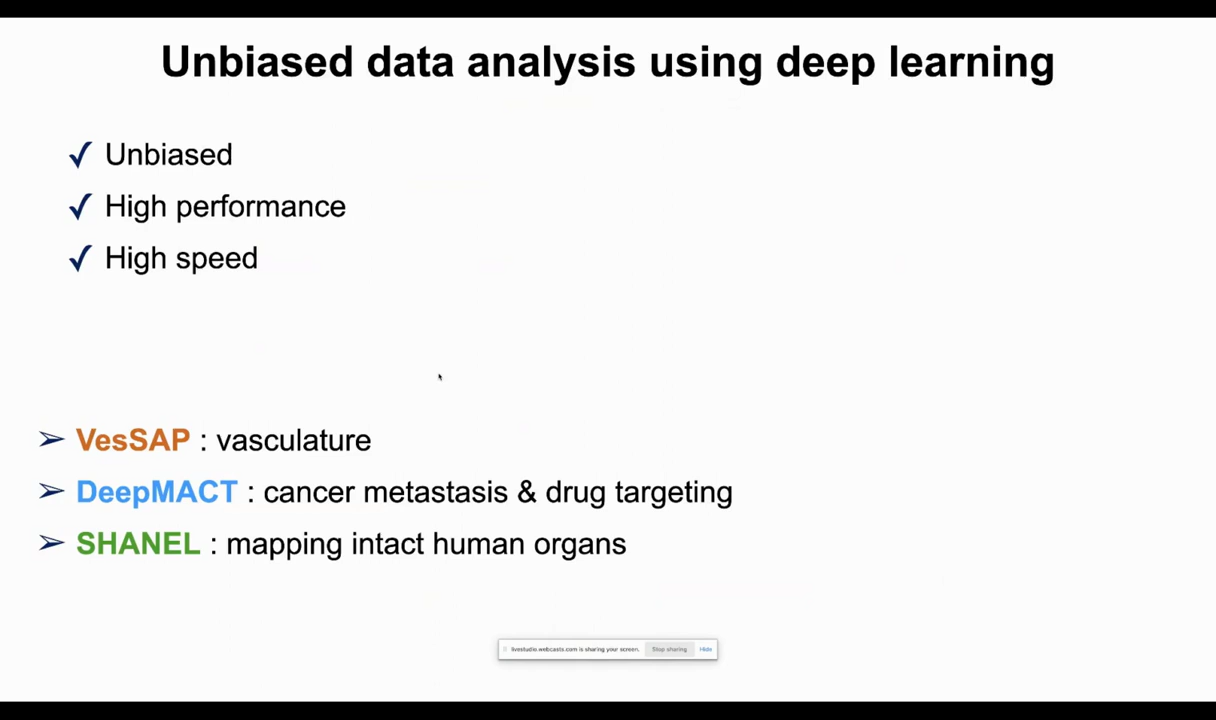 Unbiased data analysis using deep learning
✓ Unbiased
✓ High performance
✓ High speed
➢ VesSAP : vasculature
➢ DeepMACT : cancer metastasis & drug targeting
➢ SHANEL : mapping intact human organs
livestudio.webcasts.com is sharing your screen. Stop sharing Hide